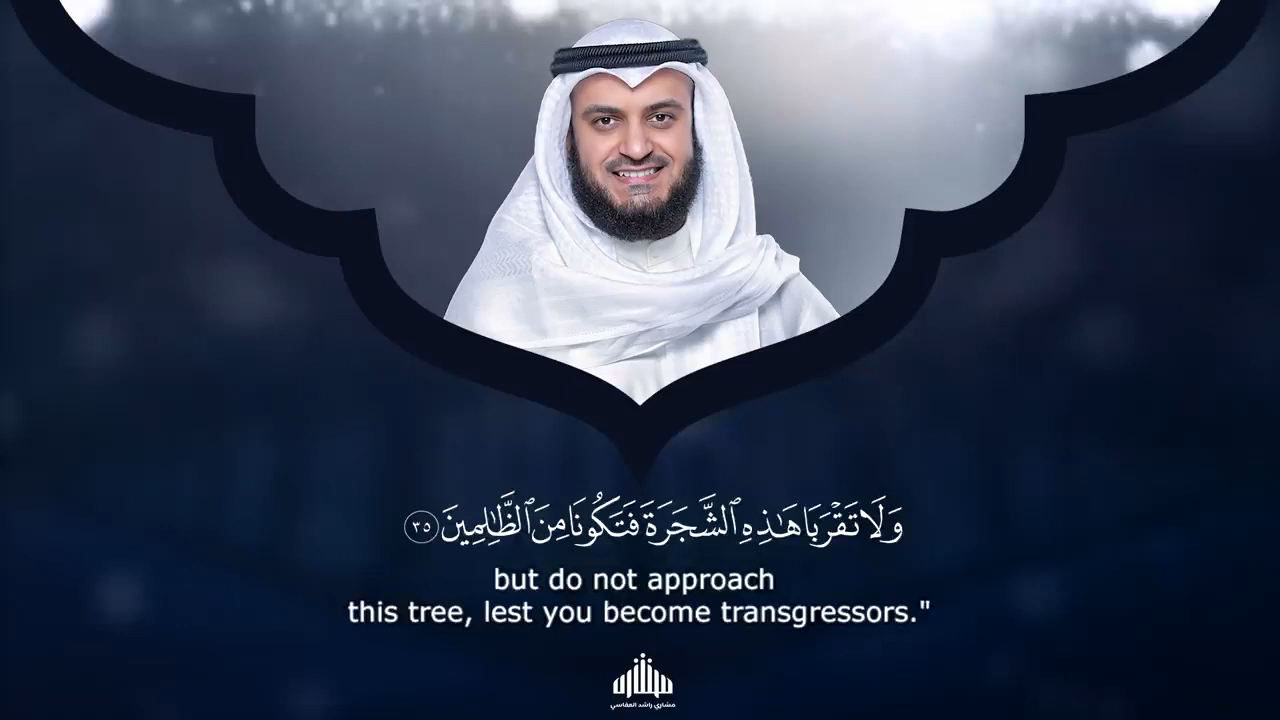 وَلَا تَقْرَبَا هَـٰذِهِ ٱلشَّجَرَةَ فَتَكُونَا مِنَ ٱلظَّـٰلِمِينَ ٣٥
but do not approach
this tree, lest you become transgressors."
مشاري راشد العفاسي